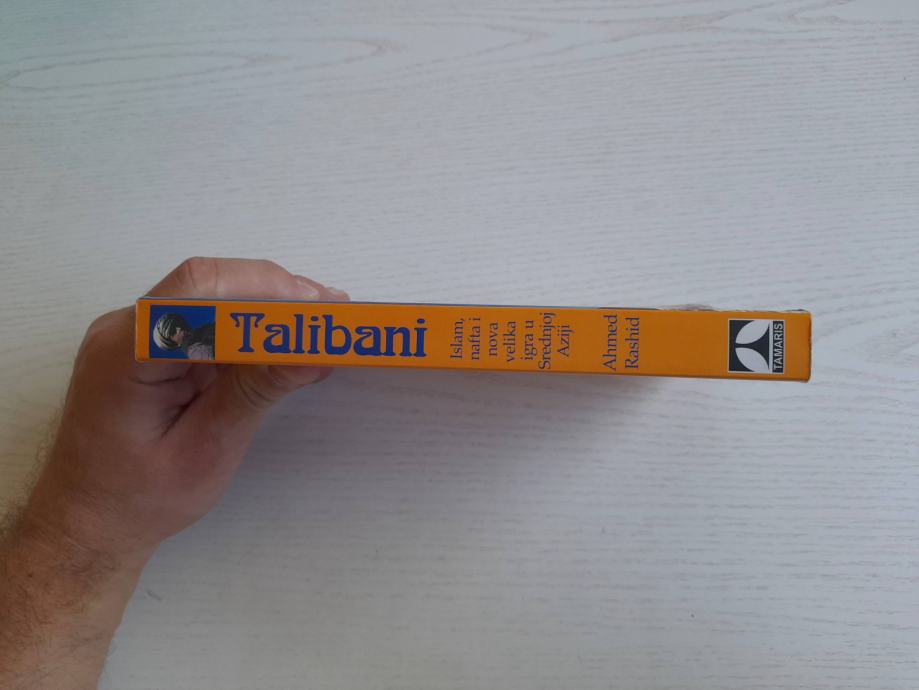 Talibani
Islam,
nafta i
nova
velika
igra u
Srednjoj
Aziji
Ahmed
Rashid
TAMARIS